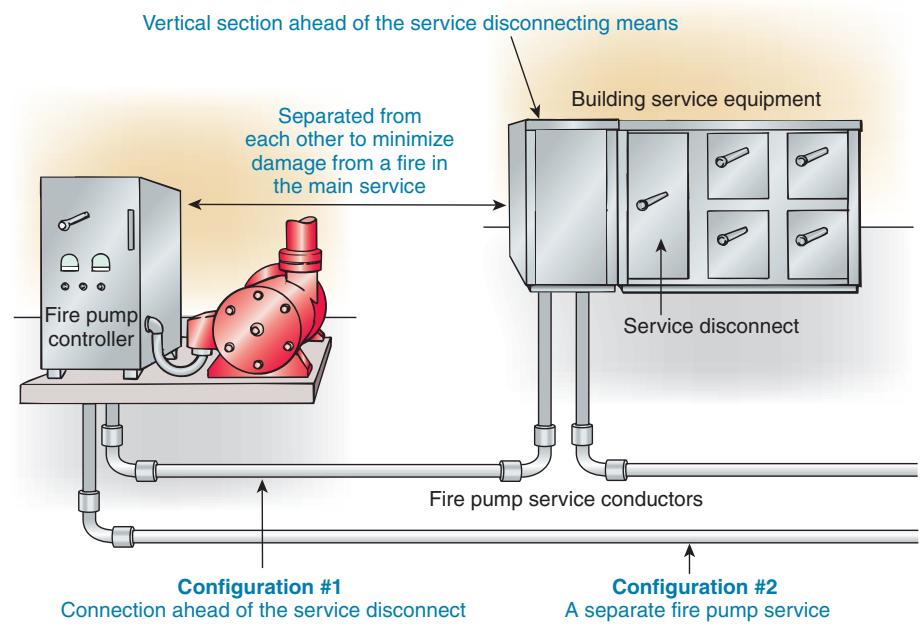 Vertical section ahead of the service disconnecting means
Building service equipment
Separated from
each other to minimize
damage from a fire in
the main service
Fire pump
controller
Service disconnect
Fire pump service conductors
Configuration #1
Connection ahead of the service disconnect
Configuration #2
A separate fire pump service